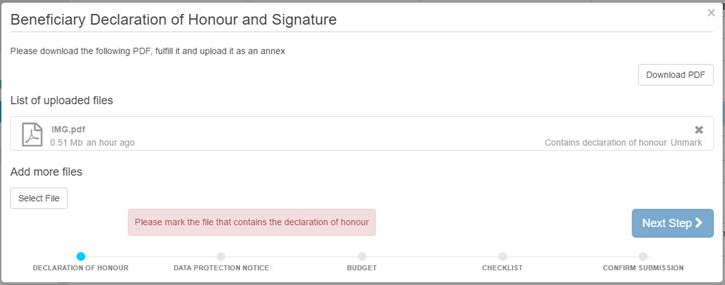 Beneficiary Declaration of Honour and Signature
×
Please download the following PDF, fulfill it and upload it as an annex
Download PDF
List of uploaded files
IMG.pdf
0.51 Mb an hour ago
Contains declaration of honour Unmark
Add more files
Select File
Please mark the file that contains the declaration of honour
Next Step
DECLARATION OF HONOUR
DATA PROTECTION NOTICE
BUDGET
CHECKLIST
CONFIRM SUBMISSION